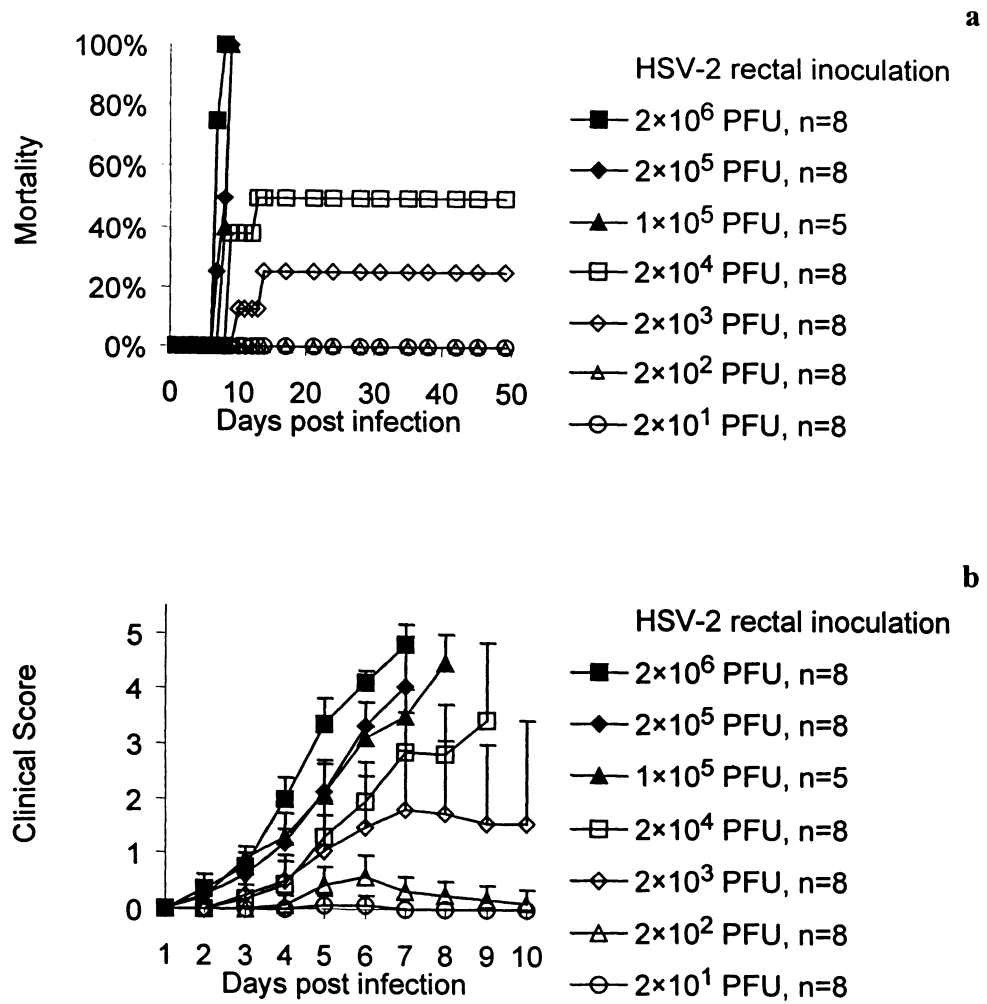 a
100%
80%
60%
40%
20%
0%
Mortality
0 10 20 30 40 50
Days post infection
HSV-2 rectal inoculation
2×10⁶ PFU, n=8
2×10⁵ PFU, n=8
1×10⁵ PFU, n=5
2×10⁴ PFU, n=8
2×10³ PFU, n=8
2×10² PFU, n=8
2×10¹ PFU, n=8
b
5
4
3
2
1
0
Clinical Score
1 2 3 4 5 6 7 8 9 10
Days post infection
HSV-2 rectal inoculation
2×10⁶ PFU, n=8
2×10⁵ PFU, n=8
1×10⁵ PFU, n=5
2×10⁴ PFU, n=8
2×10³ PFU, n=8
2×10² PFU, n=8
2×10¹ PFU, n=8